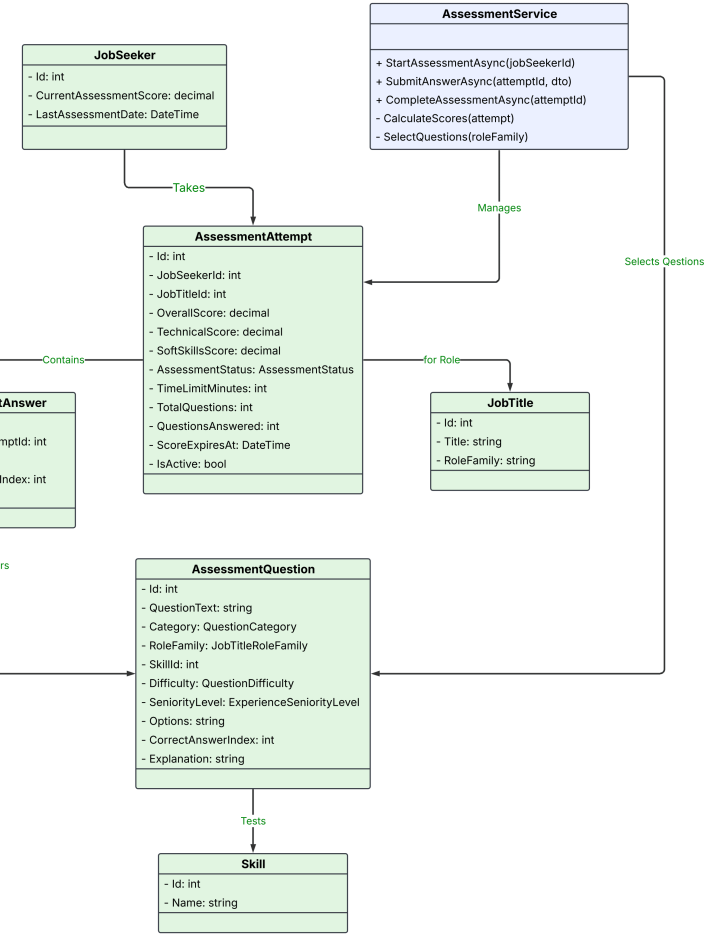 AssessmentService
+ StartAssessmentAsync(jobSeekerId)
+ SubmitAnswerAsync(attemptId, dto)
+ CompleteAssessmentAsync(attemptId)
- CalculateScores(attempt)
- SelectQuestions(roleFamily)
JobSeeker
- Id: int
- CurrentAssessmentScore: decimal
- LastAssessmentDate: DateTime
Takes
Manages
Selects Qestions
AssessmentAttempt
- Id: int
- JobSeekerId: int
- JobTitleId: int
- OverallScore: decimal
- TechnicalScore: decimal
- SoftSkillsScore: decimal
- AssessmentStatus: AssessmentStatus
- TimeLimitMinutes: int
- TotalQuestions: int
- QuestionsAnswered: int
- ScoreExpiresAt: DateTime
- IsActive: bool
Contains
for Role
tAnswer
mptId: int
Index: int
JobTitle
- Id: int
- Title: string
- RoleFamily: string
rs
AssessmentQuestion
- Id: int
- QuestionText: string
- Category: QuestionCategory
- RoleFamily: JobTitleRoleFamily
- SkillId: int
- Difficulty: QuestionDifficulty
- SeniorityLevel: ExperienceSeniorityLevel
- Options: string
- CorrectAnswerIndex: int
- Explanation: string
Tests
Skill
- Id: int
- Name: string